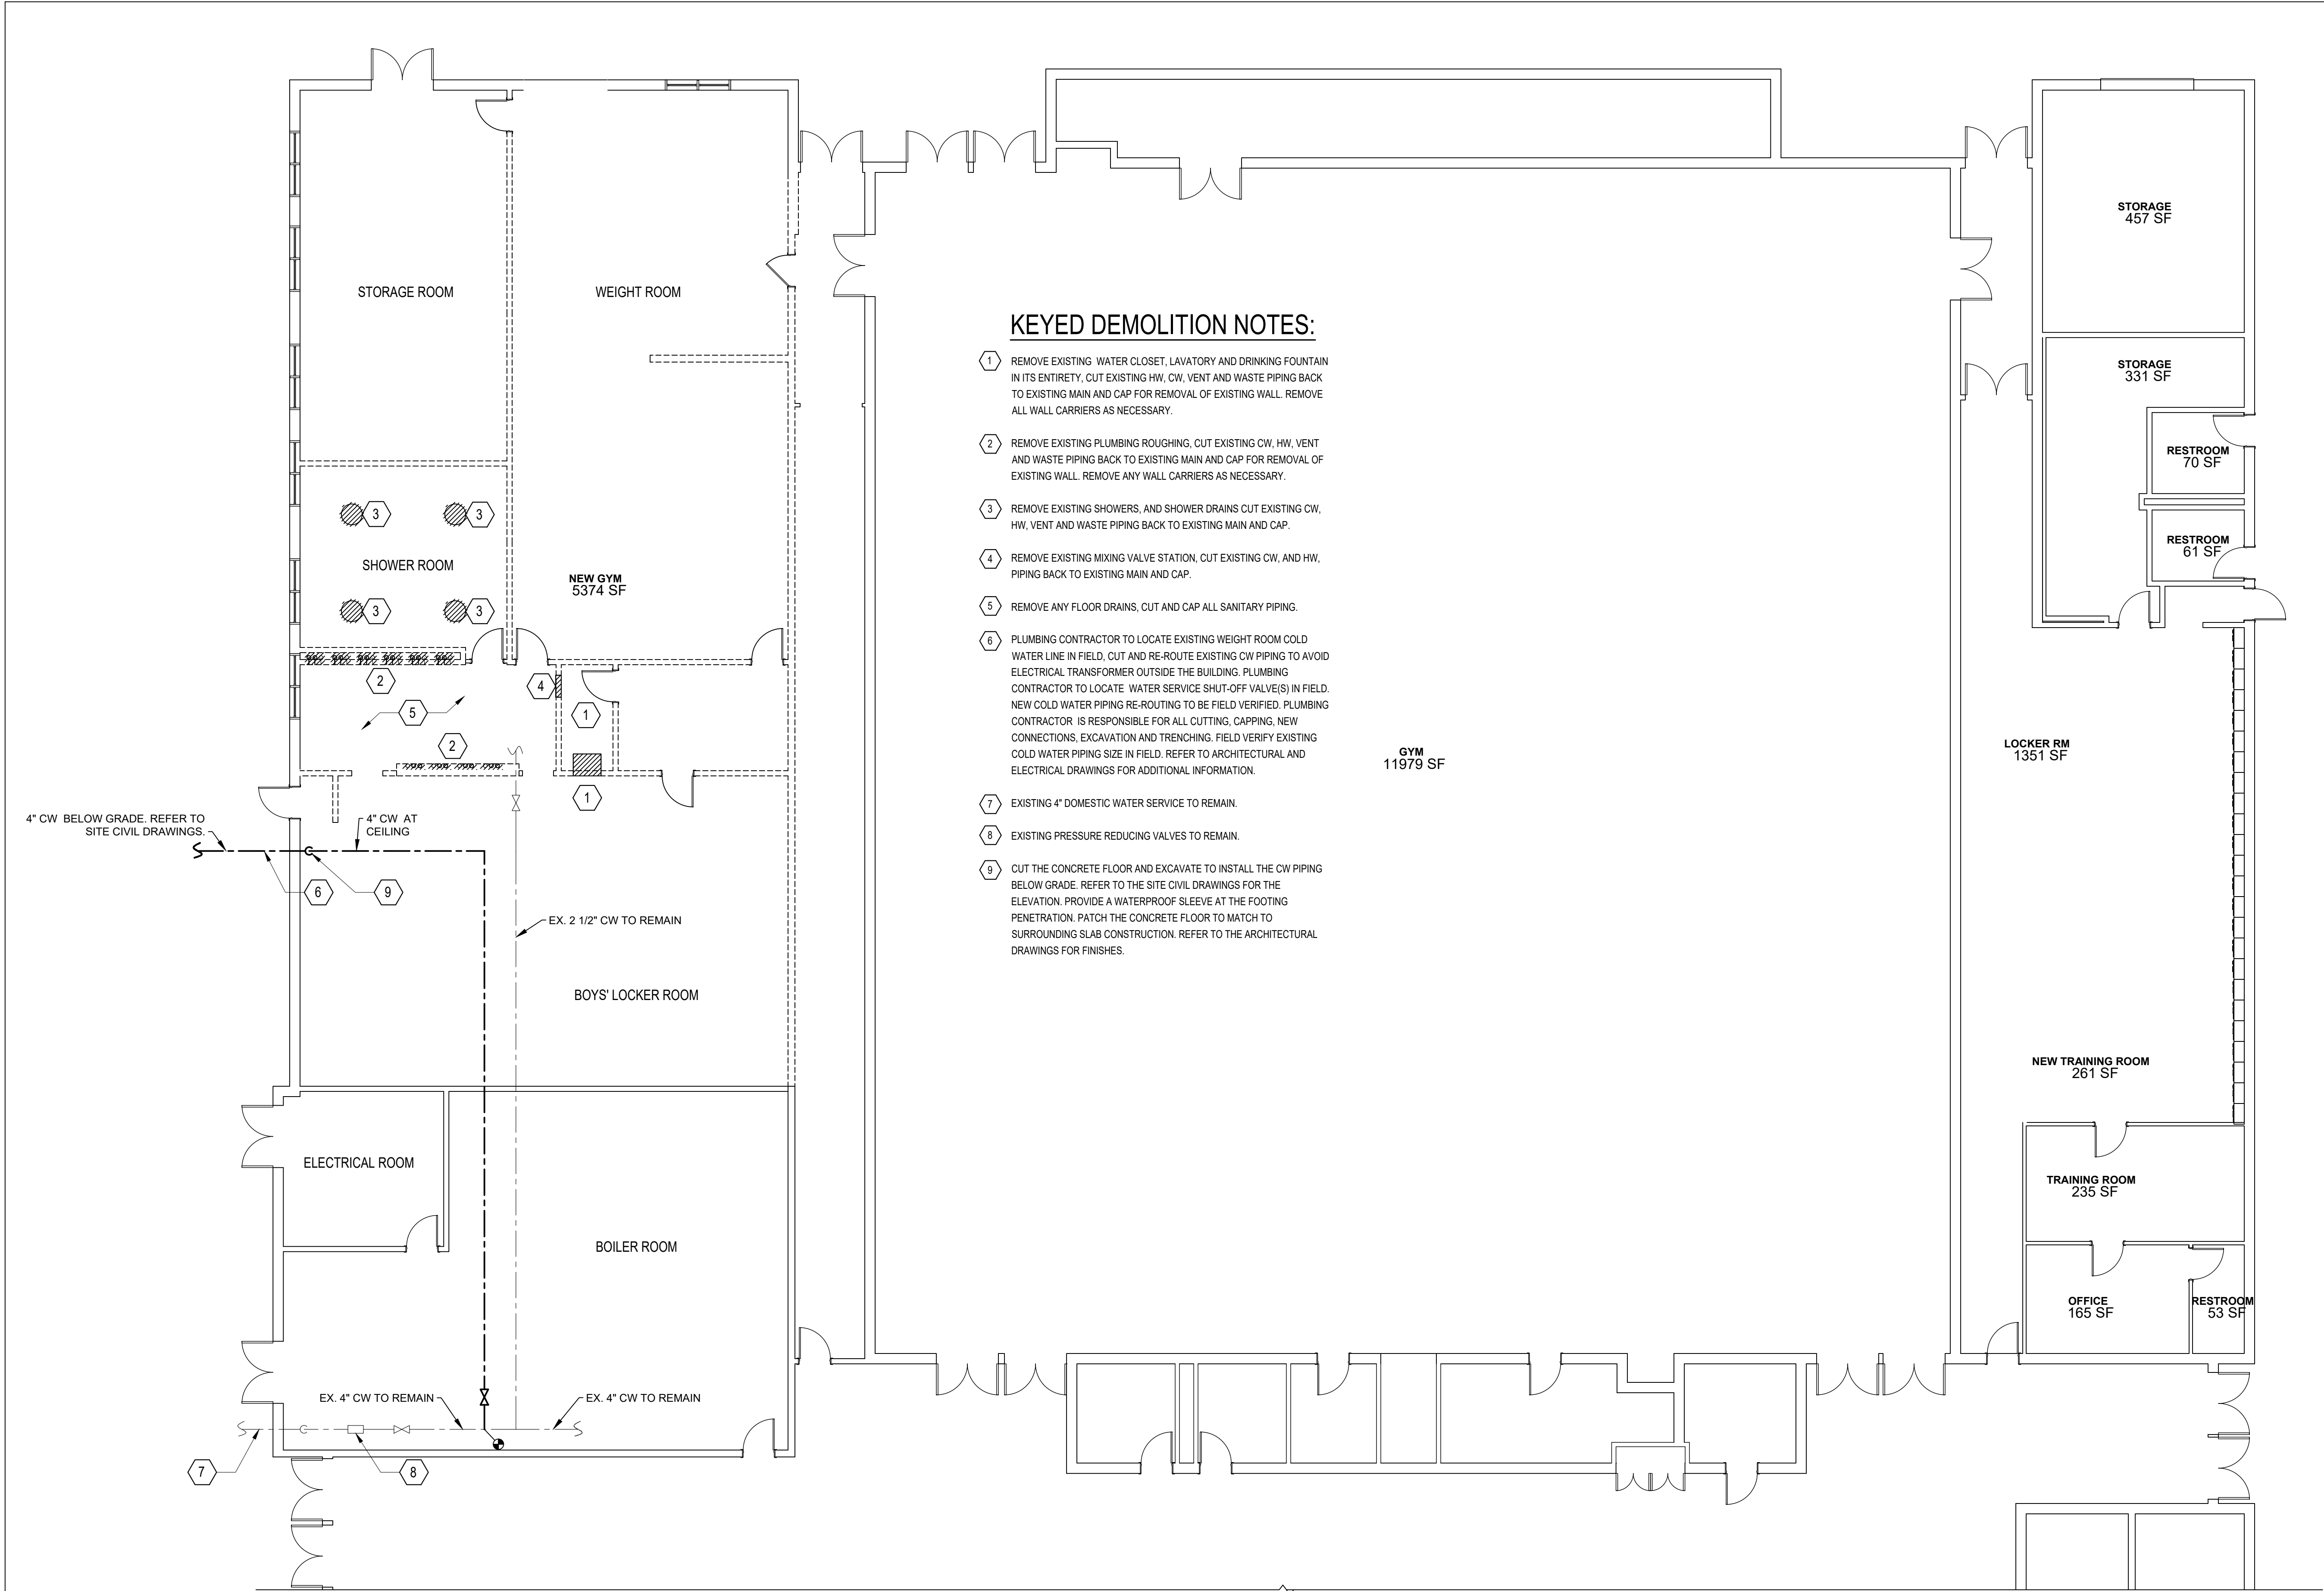 STORAGE ROOM
WEIGHT ROOM
3
3
SHOWER ROOM
3
3
NEW GYM
5374 SF
2
4
1
5
2
1
4" CW BELOW GRADE. REFER TO
SITE CIVIL DRAWINGS.
4" CW AT
CEILING
6
9
EX. 2 1/2" CW TO REMAIN
BOYS' LOCKER ROOM
ELECTRICAL ROOM
BOILER ROOM
EX. 4" CW TO REMAIN
EX. 4" CW TO REMAIN
7
8
KEYED DEMOLITION NOTES:
1 REMOVE EXISTING WATER CLOSET, LAVATORY AND DRINKING FOUNTAIN
IN ITS ENTIRETY, CUT EXISTING HW, CW, VENT AND WASTE PIPING BACK
TO EXISTING MAIN AND CAP FOR REMOVAL OF EXISTING WALL. REMOVE
ALL WALL CARRIERS AS NECESSARY.
2 REMOVE EXISTING PLUMBING ROUGHING, CUT EXISTING CW, HW, VENT
AND WASTE PIPING BACK TO EXISTING MAIN AND CAP FOR REMOVAL OF
EXISTING WALL. REMOVE ANY WALL CARRIERS AS NECESSARY.
3 REMOVE EXISTING SHOWERS, AND SHOWER DRAINS CUT EXISTING CW,
HW, VENT AND WASTE PIPING BACK TO EXISTING MAIN AND CAP.
4 REMOVE EXISTING MIXING VALVE STATION, CUT EXISTING CW, AND HW,
PIPING BACK TO EXISTING MAIN AND CAP.
5 REMOVE ANY FLOOR DRAINS, CUT AND CAP ALL SANITARY PIPING.
6 PLUMBING CONTRACTOR TO LOCATE EXISTING WEIGHT ROOM COLD
WATER LINE IN FIELD, CUT AND RE-ROUTE EXISTING CW PIPING TO AVOID
ELECTRICAL TRANSFORMER OUTSIDE THE BUILDING. PLUMBING
CONTRACTOR TO LOCATE WATER SERVICE SHUT-OFF VALVE(S) IN FIELD.
NEW COLD WATER PIPING RE-ROUTING TO BE FIELD VERIFIED. PLUMBING
CONTRACTOR IS RESPONSIBLE FOR ALL CUTTING, CAPPING, NEW
CONNECTIONS, EXCAVATION AND TRENCHING. FIELD VERIFY EXISTING
COLD WATER PIPING SIZE IN FIELD. REFER TO ARCHITECTURAL AND
ELECTRICAL DRAWINGS FOR ADDITIONAL INFORMATION.
7 EXISTING 4" DOMESTIC WATER SERVICE TO REMAIN.
8 EXISTING PRESSURE REDUCING VALVES TO REMAIN.
9 CUT THE CONCRETE FLOOR AND EXCAVATE TO INSTALL THE CW PIPING
BELOW GRADE. REFER TO THE SITE CIVIL DRAWINGS FOR THE
ELEVATION. PROVIDE A WATERPROOF SLEEVE AT THE FOOTING
PENETRATION. PATCH THE CONCRETE FLOOR TO MATCH TO
SURROUNDING SLAB CONSTRUCTION. REFER TO THE ARCHITECTURAL
DRAWINGS FOR FINISHES.
GYM
11979 SF
STORAGE
457 SF
STORAGE
331 SF
RESTROOM
70 SF
RESTROOM
61 SF
LOCKER RM
1351 SF
NEW TRAINING ROOM
261 SF
TRAINING ROOM
235 SF
OFFICE
165 SF
RESTROOM
53 SF